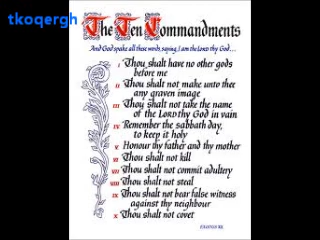 tkoqergh
The Ten Commandments
And God spake all these words, saying, I am the LORD thy God...
I Thou shalt have no other gods
before me
II Thou shalt not make unto thee
any graven image
III Thou shalt not take the name
of the LORD thy God in vain
IV Remember the sabbath day,
to keep it holy
V Honour thy father and thy mother
VI Thou shalt not kill
VII Thou shalt not commit adultery
VIII Thou shalt not steal
IX Thou shalt not bear false witness
against thy neighbour
X Thou shalt not covet